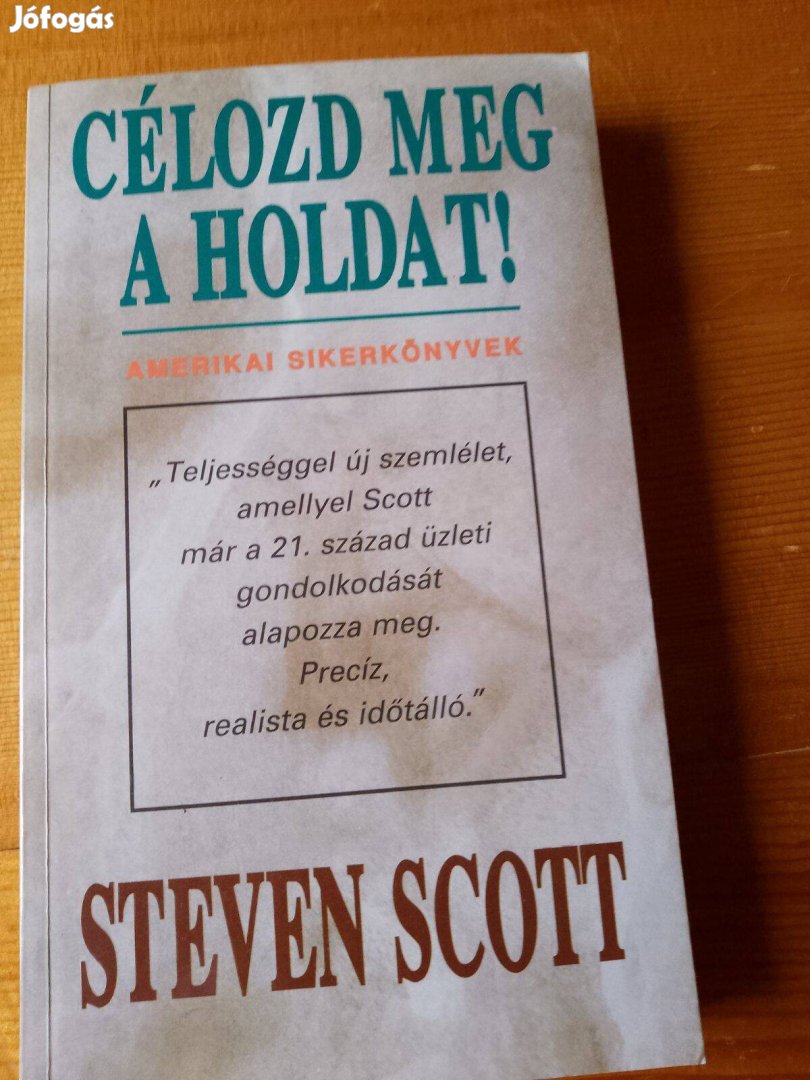 Jófogás
CÉLOZD MEG
A HOLDAT!
AMERIKAI SIKERKÖNYVEK
„Teljességgel új szemlélet,
amellyel Scott
már a 21. század üzleti
gondolkodását
alapozza meg.
Precíz,
realista és időtálló.”
STEVEN SCOTT